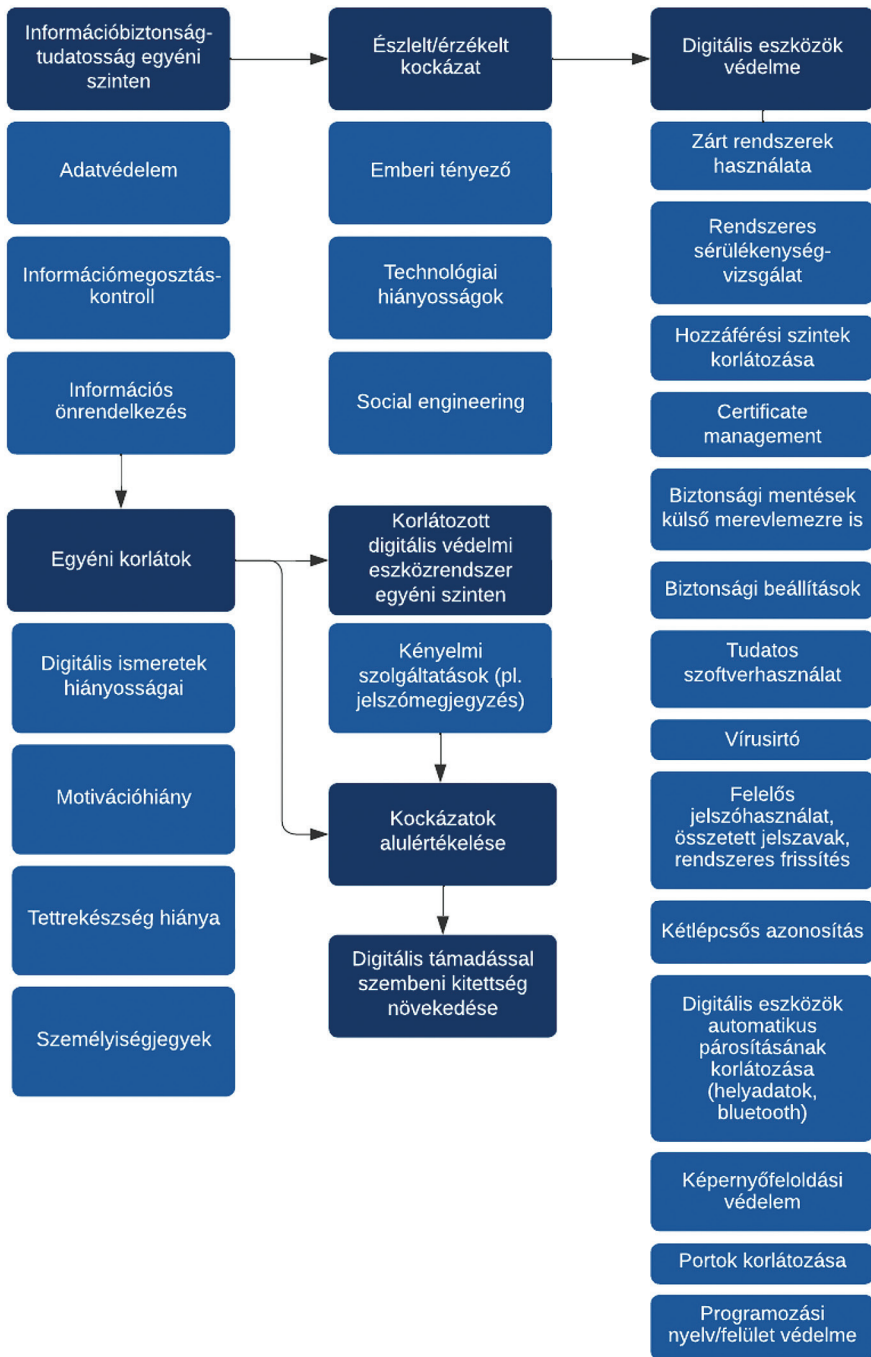 Információbiztonság-
tudatosság egyéni
szinten
Adatvédelem
Információmegosztás-
kontroll
Információs
önrendelkezés
Egyéni korlátok
Digitális ismeretek
hiányosságai
Motivációhiány
Tettrekészség hiánya
Személyiségjegyek
Észlelt/érzékelt
kockázat
Emberi tényező
Technológiai
hiányosságok
Social engineering
Korlátozott
digitális védelmi
eszközrendszer
egyéni szinten
Kényelmi
szolgáltatások (pl.
jelszómegjegyzés)
Kockázatok
alulértékelése
Digitális támadással
szembeni kitettség
növekedése
Digitális eszközök
védelme
Zárt rendszerek
használata
Rendszeres
sérülékenység-
vizsgálat
Hozzáférési szintek
korlátozása
Certificate
management
Biztonsági mentések
külső merevlemezre is
Biztonsági beállítások
Tudatos
szoftverhasználat
Vírusirtó
Felelős
jelszóhasználat,
összetett jelszavak,
rendszeres frissítés
Kétlépcsős azonosítás
Digitális eszközök
automatikus
párosításának
korlátozása
(helyadatok,
bluetooth)
Képernyőfeloldási
védelem
Portok korlátozása
Programozási
nyelv/felület védelme